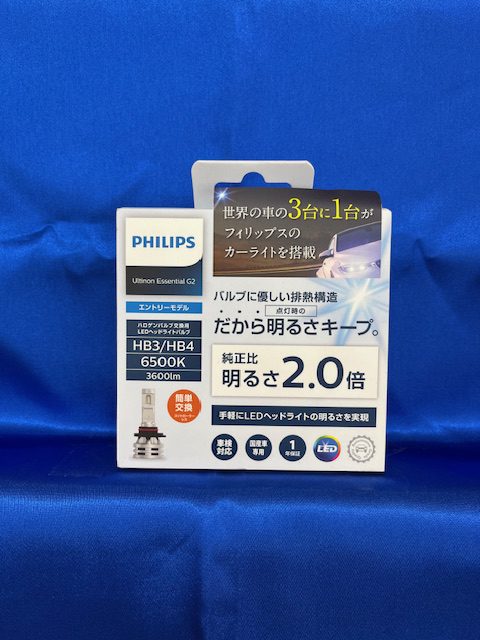 世界の車の3台に1台が
フィリップスの
カーライトを搭載
PHILIPS
Ultinon Essential G2
エントリーモデル
ハロゲンバルブ交換用
LEDヘッドライトバルブ
HB3/HB4
6500K
3600lm
簡単
交換
バルブに優しい排熱構造
点灯時の
だから明るさキープ。
純正比
明るさ2.0倍
手軽にLEDヘッドライトの明るさを実現
車検
対応
国産車
専用
1
年保証
LED